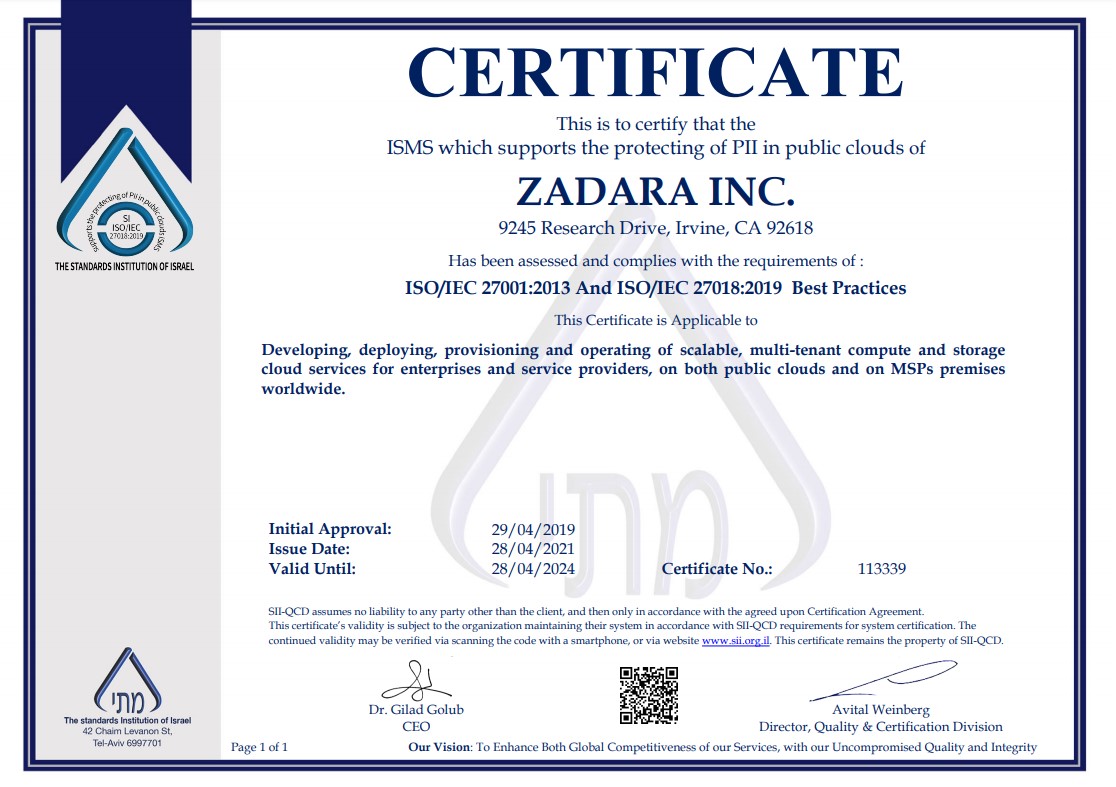 CERTIFICATE
This is to certify that the
ISMS which supports the protecting of PII in public clouds of
ZADARA INC.
9245 Research Drive, Irvine, CA 92618
Has been assessed and complies with the requirements of :
ISO/IEC 27001:2013 And ISO/IEC 27018:2019 Best Practices
This Certificate is Applicable to
Developing, deploying, provisioning and operating of scalable, multi-tenant compute and storage
cloud services for enterprises and service providers, on both public clouds and on MSPs premises
worldwide.
supports the protecting of PII in public clouds ISMS
SI
ISO/IEC
27018:2019
THE STANDARDS INSTITUTION OF ISRAEL
מתי
Initial Approval: 29/04/2019
Issue Date: 28/04/2021
Valid Until: 28/04/2024 Certificate No.: 113339
SII-QCD assumes no liability to any party other than the client, and then only in accordance with the agreed upon Certification Agreement.
This certificate's validity is subject to the organization maintaining their system in accordance with SII-QCD requirements for system certification. The
continued validity may be verified via scanning the code with a smartphone, or via website www.sii.org.il. This certificate remains the property of SII-QCD.
Dr. Gilad Golub
CEO
Avital Weinberg
Director, Quality & Certification Division
מתי
The standards Institution of Israel
42 Chaim Levanon St,
Tel-Aviv 6997701
Page 1 of 1
Our Vision: To Enhance Both Global Competitiveness of our Services, with our Uncompromised Quality and Integrity